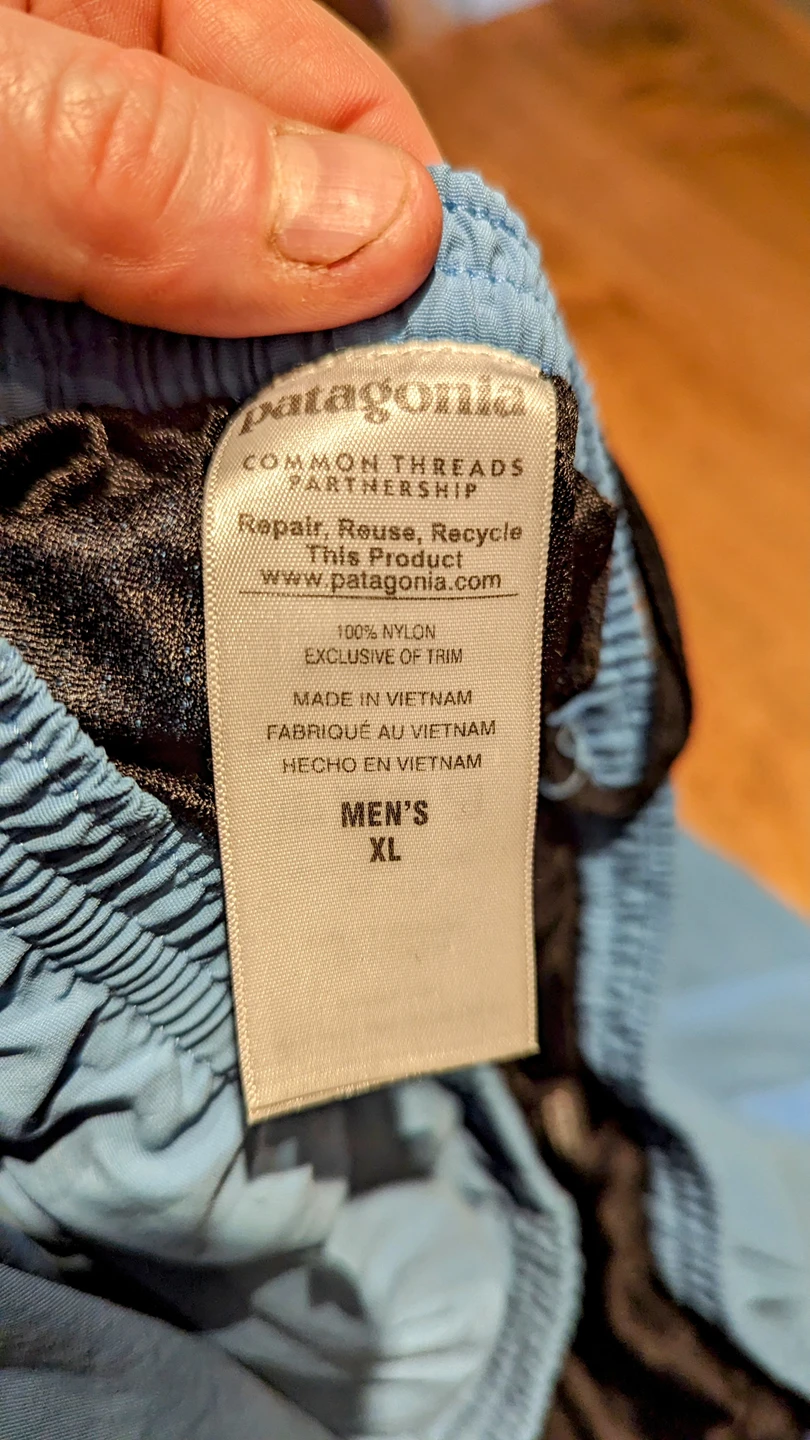 patagonia
COMMON THREADS
PARTNERSHIP
Repair, Reuse, Recycle
This Product
www.patagonia.com
100% NYLON
EXCLUSIVE OF TRIM
MADE IN VIETNAM
FABRIQUÉ AU VIETNAM
HECHO EN VIETNAM
MEN'S
XL